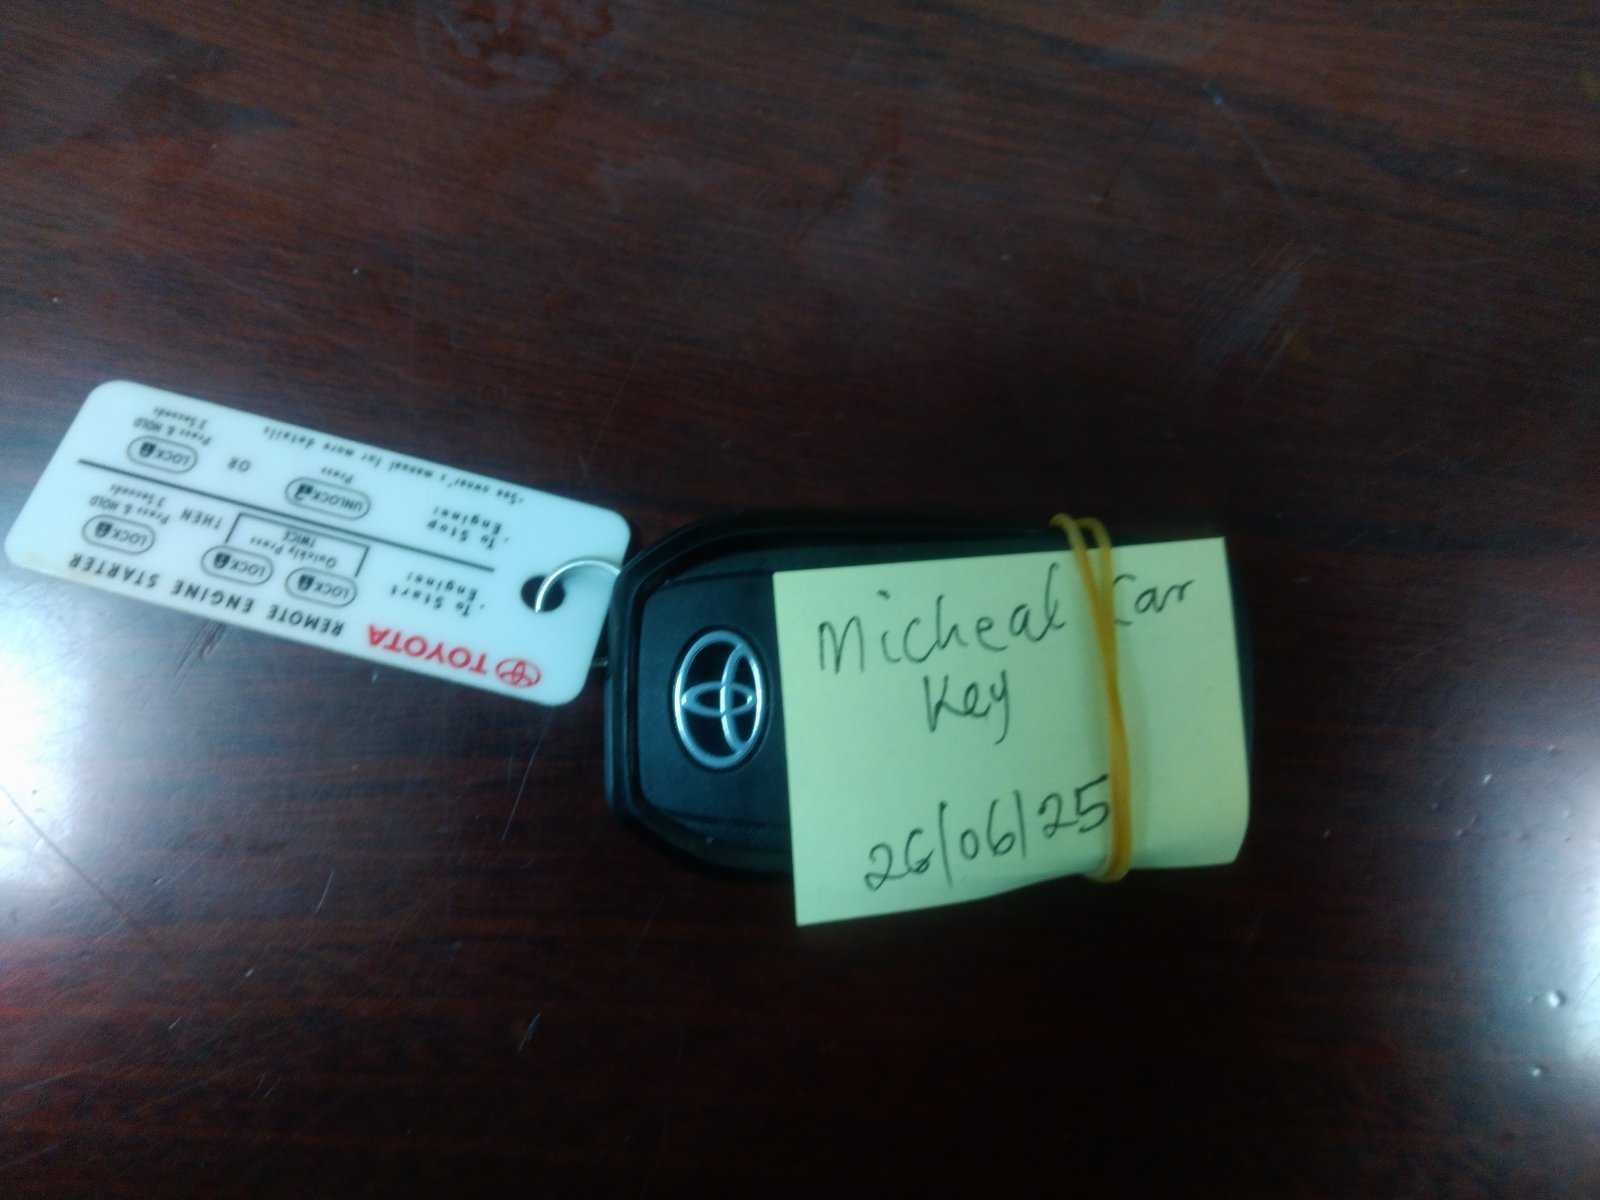 Micheal Car
Key
26/06/25
TOYOTA
REMOTE ENGINE STARTER
. To Start
Engine:
LOCK LOCK THEN LOCK
Quickly Press
TWICE
Press & HOLD
3 Seconds
. To Stop
Engine:
UNLOCK OR LOCK
Press
Press & HOLD
3 Seconds
-See owner's manual for more details